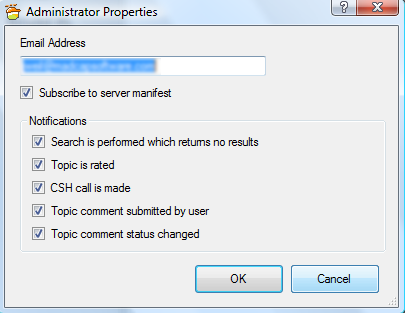 Administrator Properties
Email Address
Subscribe to server manifest
Notifications
Search is performed which returns no results
Topic is rated
CSH call is made
Topic comment submitted by user
Topic comment status changed
OK
Cancel